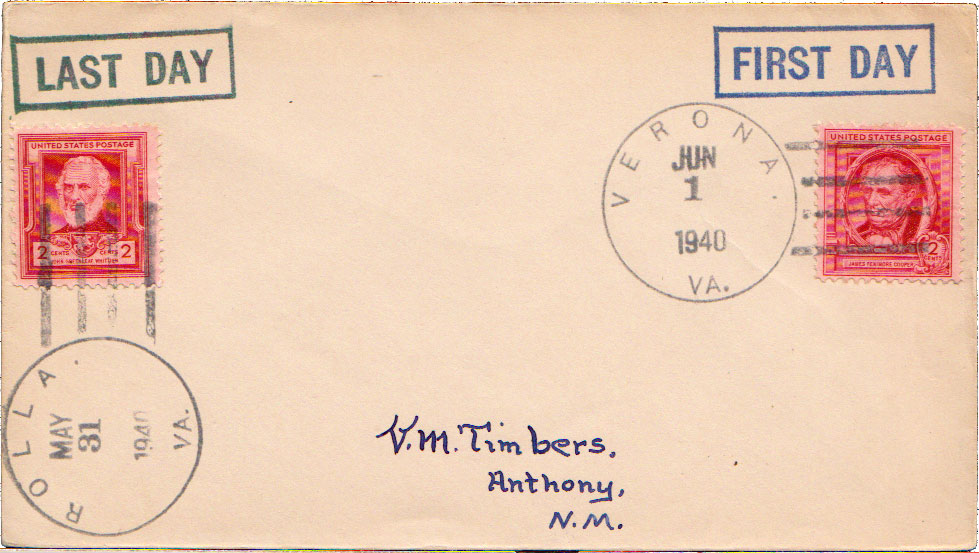 LAST DAY
FIRST DAY
UNITED STATES POSTAGE
2 CENTS CENTS 2
JOHN GREENLEAF WHITTIER
ROLLA VA.
MAY
31
1940
VERONA
JUN
1
1940
VA.
UNITED STATES POSTAGE
2
CENTS
JAMES FENIMORE COOPER
V.M. Timbers.
Anthony,
N.M.